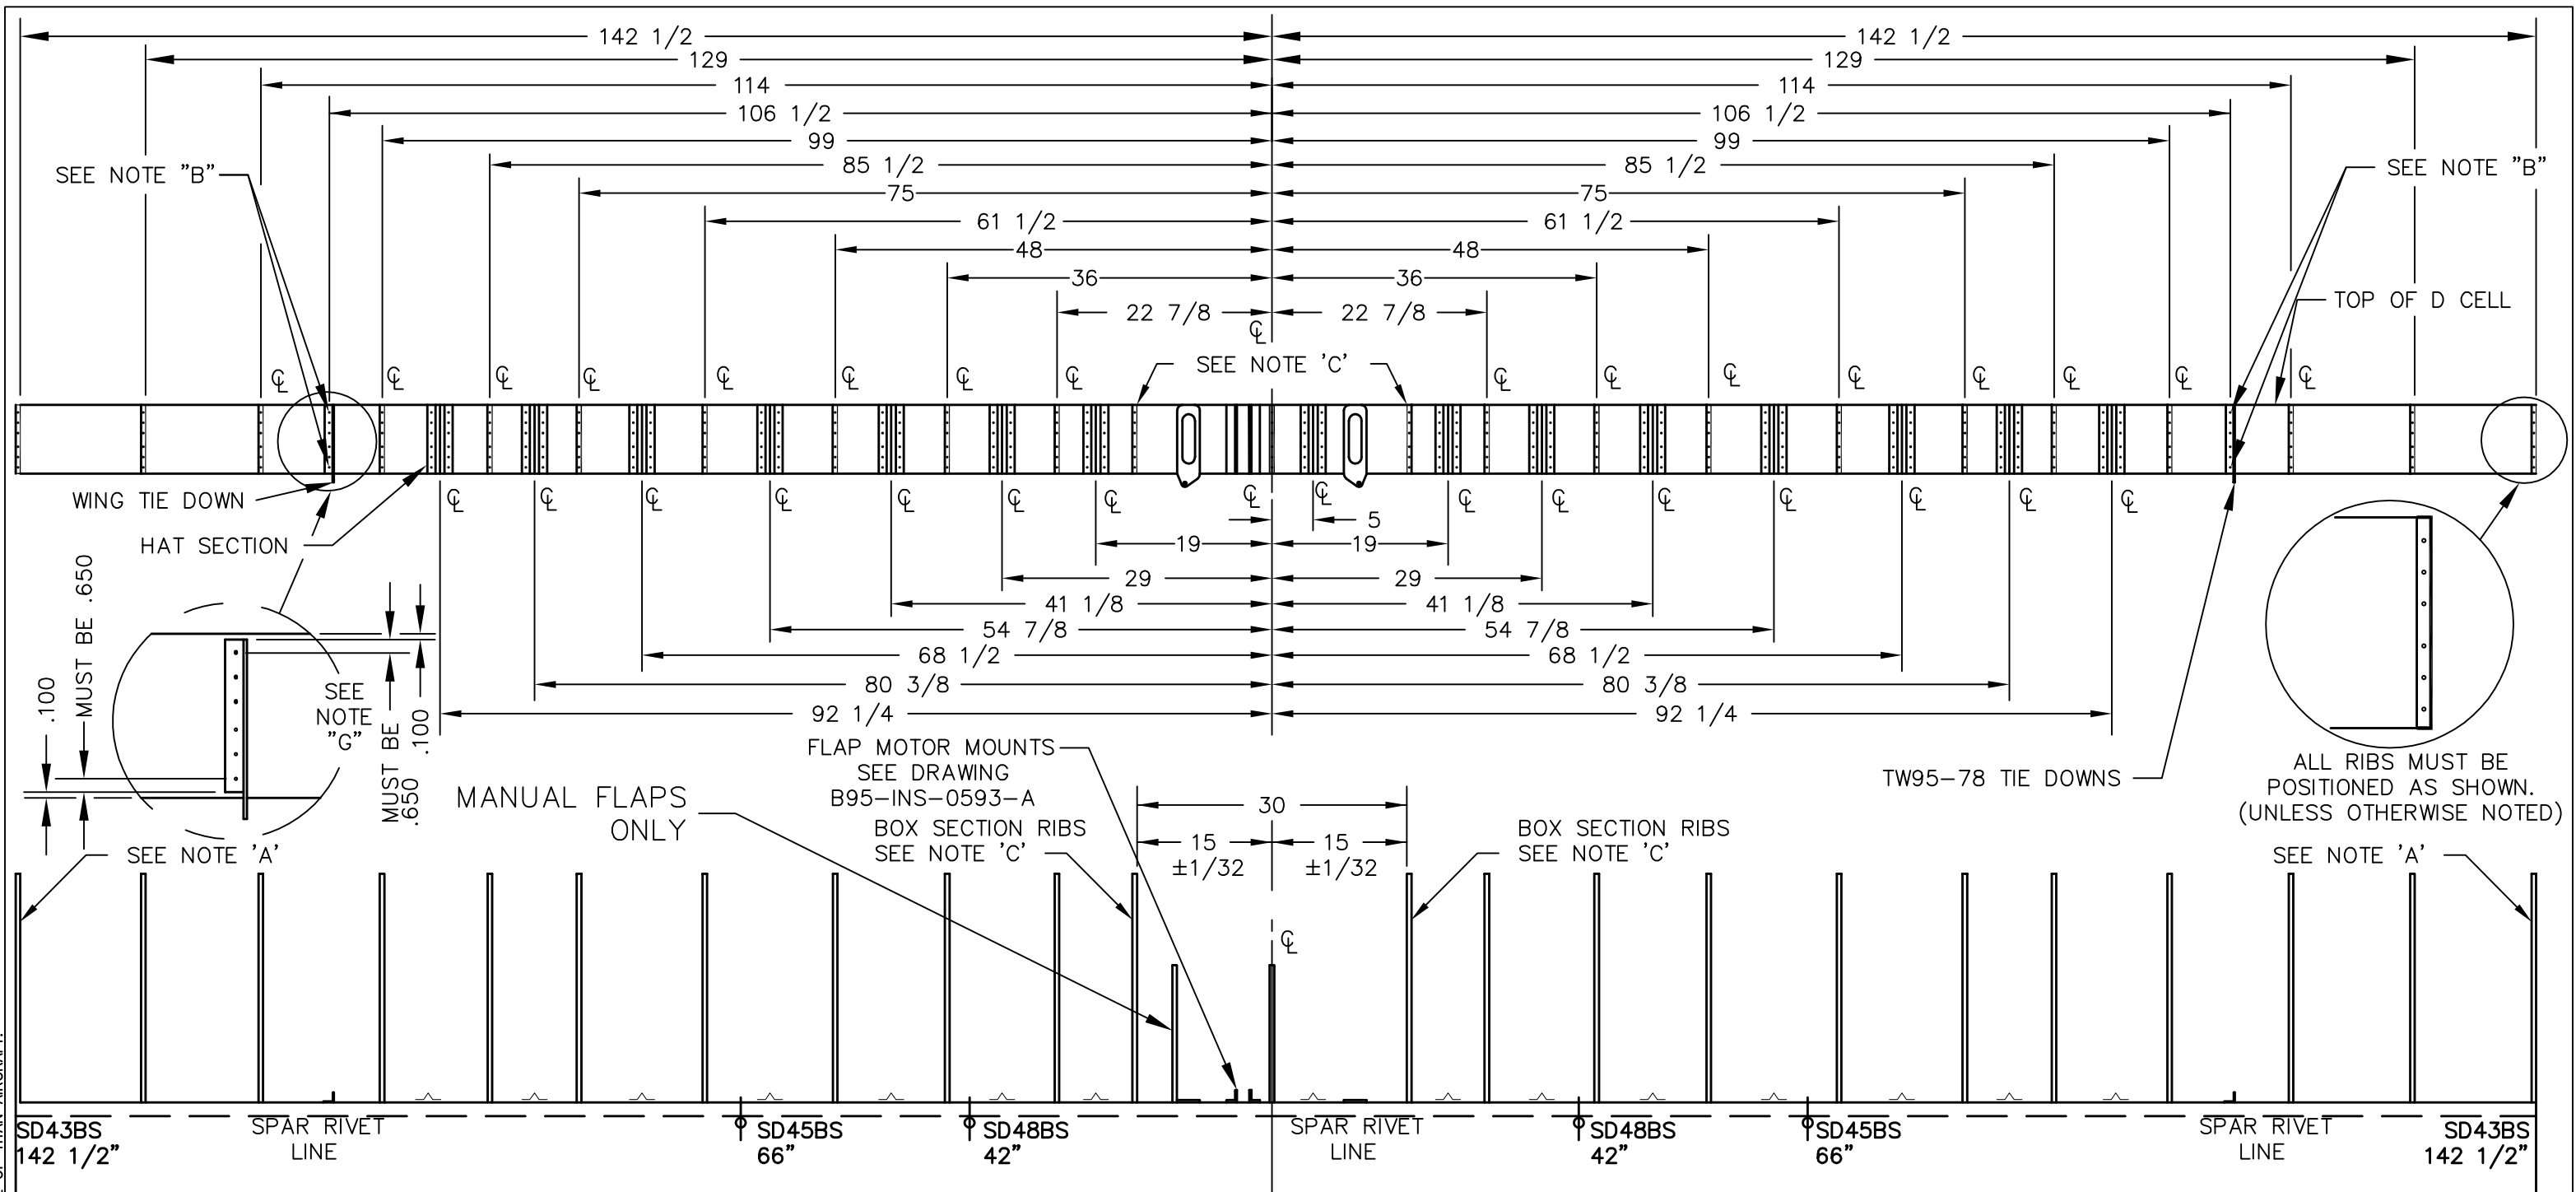 142 1/2 142 1/2
129 129
114 114
106 1/2 106 1/2
99 99
85 1/2 85 1/2
SEE NOTE "B" SEE NOTE "B"
75 75
61 1/2 61 1/2
48 48
36 36
TOP OF D CELL
22 7/8 22 7/8
℄
SEE NOTE 'C'
℄ ℄ ℄ ℄ ℄ ℄ ℄ ℄ ℄ ℄ ℄ ℄ ℄ ℄ ℄ ℄ ℄
WING TIE DOWN
℄ ℄ ℄ ℄ ℄ ℄ ℄ ℄ ℄ ℄ ℄ ℄ ℄ ℄ ℄ ℄
5
HAT SECTION
19 19
29 29
41 1/8 41 1/8
54 7/8 54 7/8
68 1/2 68 1/2
80 3/8 80 3/8
92 1/4 92 1/4
.100
MUST BE .650
SEE
NOTE
"G"
MUST BE
.650
.100
FLAP MOTOR MOUNTS
SEE DRAWING
B95-INS-0593-A
MANUAL FLAPS
ONLY
TW95-78 TIE DOWNS
ALL RIBS MUST BE
POSITIONED AS SHOWN.
(UNLESS OTHERWISE NOTED)
30
15 15
±1/32 ±1/32
BOX SECTION RIBS
SEE NOTE 'C'
BOX SECTION RIBS
SEE NOTE 'C'
SEE NOTE 'A'
SEE NOTE 'A'
℄
SPAR RIVET
LINE
SPAR RIVET
LINE
SPAR RIVET
LINE
SD43BS
142 1/2"
SD45BS
66"
SD48BS
42"
SD48BS
42"
SD45BS
66"
SD43BS
142 1/2"